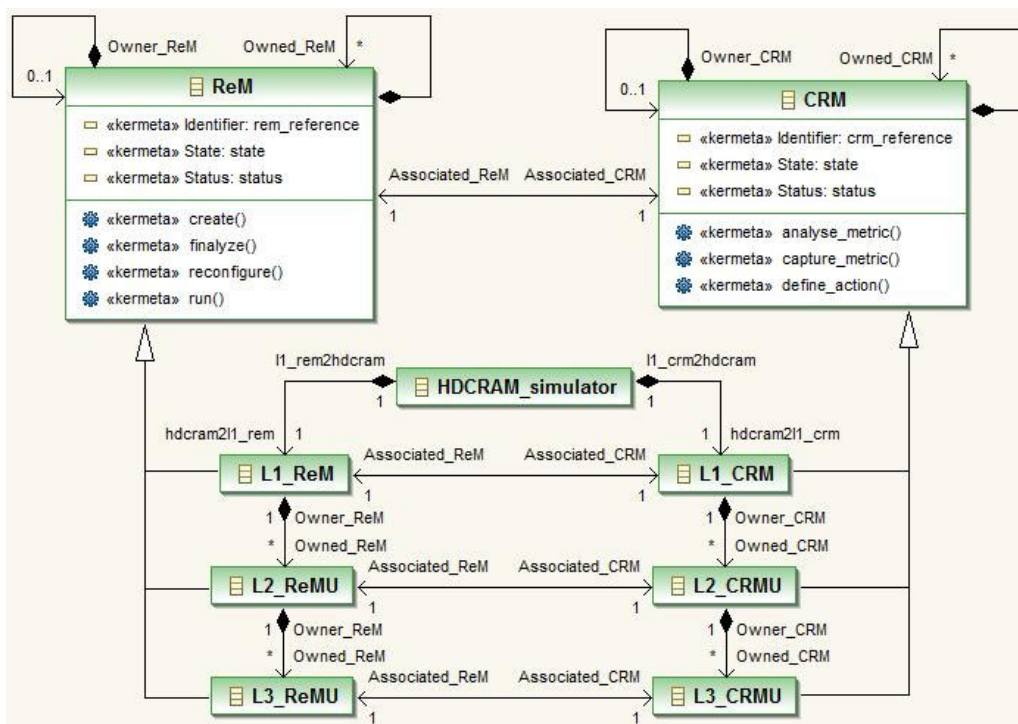 Owner_ReM
Owned_ReM
*
0..1
ReM
«kermeta» Identifier: rem_reference
«kermeta» State: state
«kermeta» Status: status
«kermeta» create()
«kermeta» finalyze()
«kermeta» reconfigure()
«kermeta» run()
Owner_CRM
Owned_CRM
*
0..1
CRM
«kermeta» Identifier: crm_reference
«kermeta» State: state
«kermeta» Status: status
«kermeta» analyse_metric()
«kermeta» capture_metric()
«kermeta» define_action()
Associated_ReM Associated_CRM
1 1
l1_rem2hdcram l1_crm2hdcram
HDCRAM_simulator
1 1
hdcram2l1_rem 1 1 hdcram2l1_crm
L1_ReM Associated_ReM Associated_CRM L1_CRM
1 1
1 Owner_ReM 1 Owner_CRM
* Owned_ReM * Owned_CRM
L2_ReMU Associated_ReM Associated_CRM L2_CRMU
1 1
1 Owner_ReM 1 Owner_CRM
* Owned_ReM * Owned_CRM
L3_ReMU Associated_ReM Associated_CRM L3_CRMU
1 1